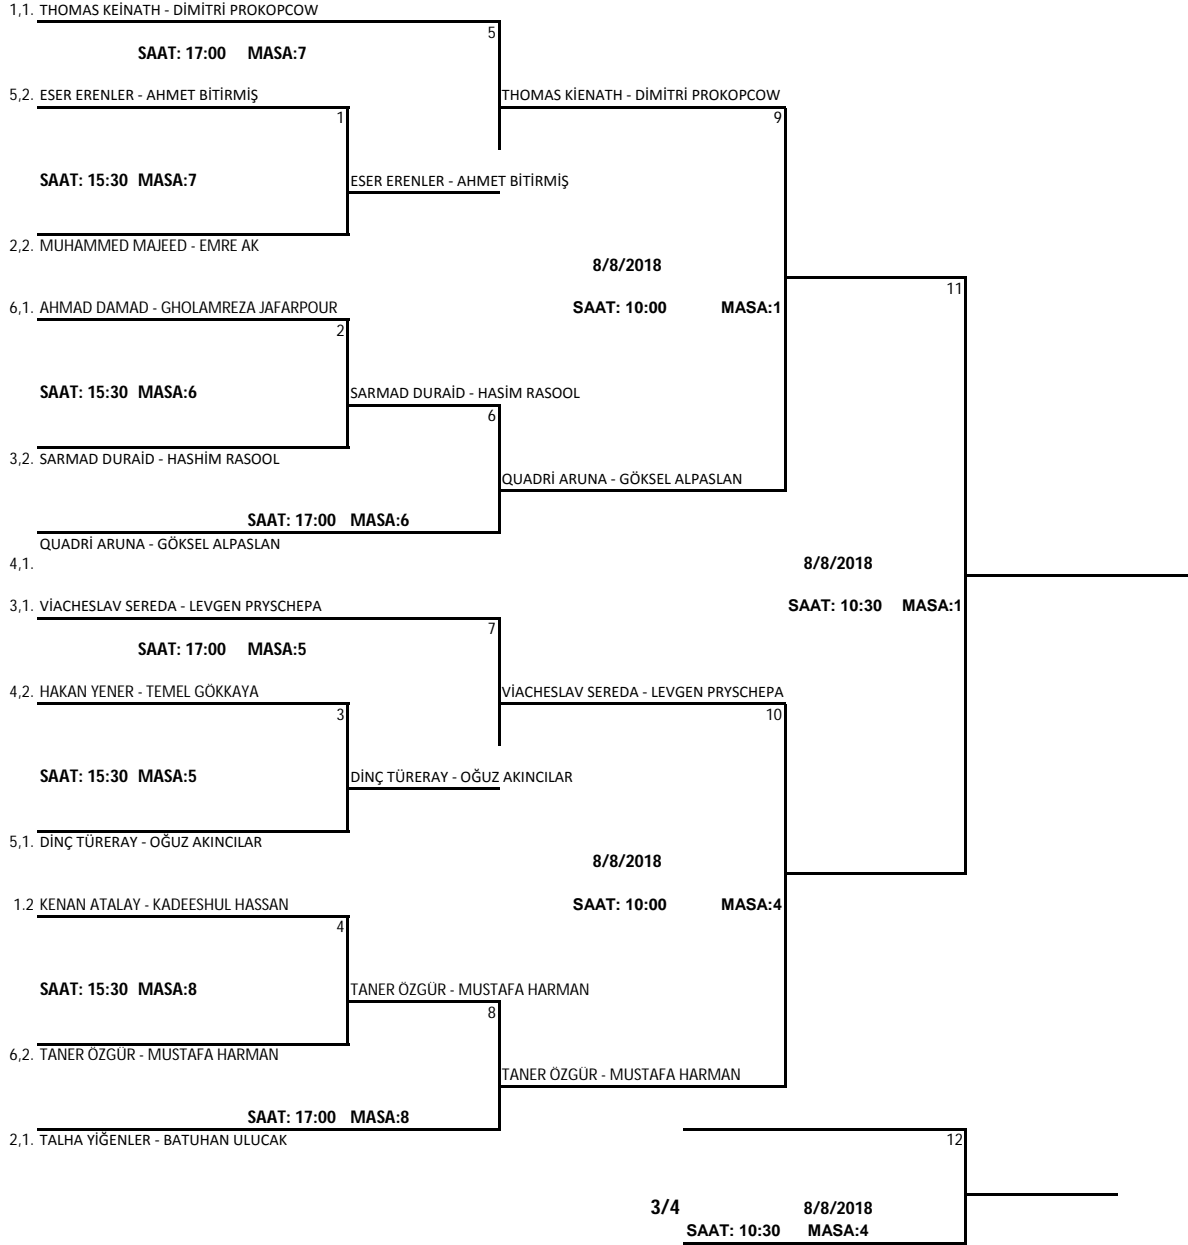 1,1. THOMAS KEİNATH - DİMİTRİ PROKOPCOW
5
SAAT: 17:00 MASA:7
5,2. ESER ERENLER - AHMET BİTİRMİŞ
THOMAS KİENATH - DİMİTRİ PROKOPCOW
1
9
SAAT: 15:30 MASA:7
ESER ERENLER - AHMET BİTİRMİŞ
2,2. MUHAMMED MAJEED - EMRE AK
8/8/2018
11
6,1. AHMAD DAMAD - GHOLAMREZA JAFARPOUR
SAAT: 10:00 MASA:1
2
SAAT: 15:30 MASA:6
SARMAD DURAİD - HASİM RASOOL
6
3,2. SARMAD DURAİD - HASHİM RASOOL
QUADRİ ARUNA - GÖKSEL ALPASLAN
SAAT: 17:00 MASA:6
QUADRİ ARUNA - GÖKSEL ALPASLAN
4,1.
8/8/2018
3,1. VİACHESLAV SEREDA - LEVGEN PRYSCHEPA
SAAT: 10:30 MASA:1
7
SAAT: 17:00 MASA:5
4,2. HAKAN YENER - TEMEL GÖKKAYA
VİACHESLAV SEREDA - LEVGEN PRYSCHEPA
3
10
SAAT: 15:30 MASA:5
DİNÇ TÜRERAY - OĞUZ AKINCILAR
5,1. DİNÇ TÜRERAY - OĞUZ AKINCILAR
8/8/2018
1.2 KENAN ATALAY - KADEESHUL HASSAN
SAAT: 10:00 MASA:4
4
SAAT: 15:30 MASA:8
TANER ÖZGÜR - MUSTAFA HARMAN
8
6,2. TANER ÖZGÜR - MUSTAFA HARMAN
TANER ÖZGÜR - MUSTAFA HARMAN
SAAT: 17:00 MASA:8
2,1. TALHA YİĞENLER - BATUHAN ULUCAK
12
3/4 8/8/2018
SAAT: 10:30 MASA:4